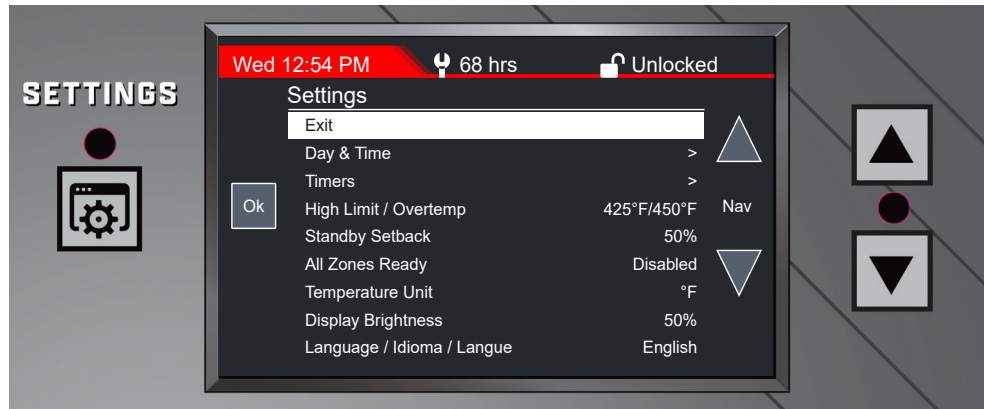 SETTINGS
Wed 12:54 PM 68 hrs Unlocked
Settings
Exit
Day & Time >
Timers >
Ok
High Limit / Overtemp 425°F/450°F
Nav
Standby Setback 50%
All Zones Ready Disabled
Temperature Unit °F
Display Brightness 50%
Language / Idioma / Langue English